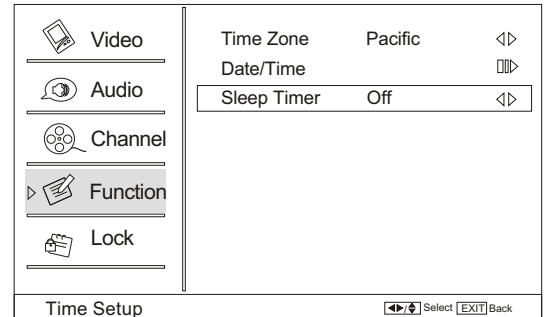 Video
Audio
Channel
Function
Lock
Time Zone Pacific
Date/Time
Sleep Timer Off
Time Setup
Select EXIT Back